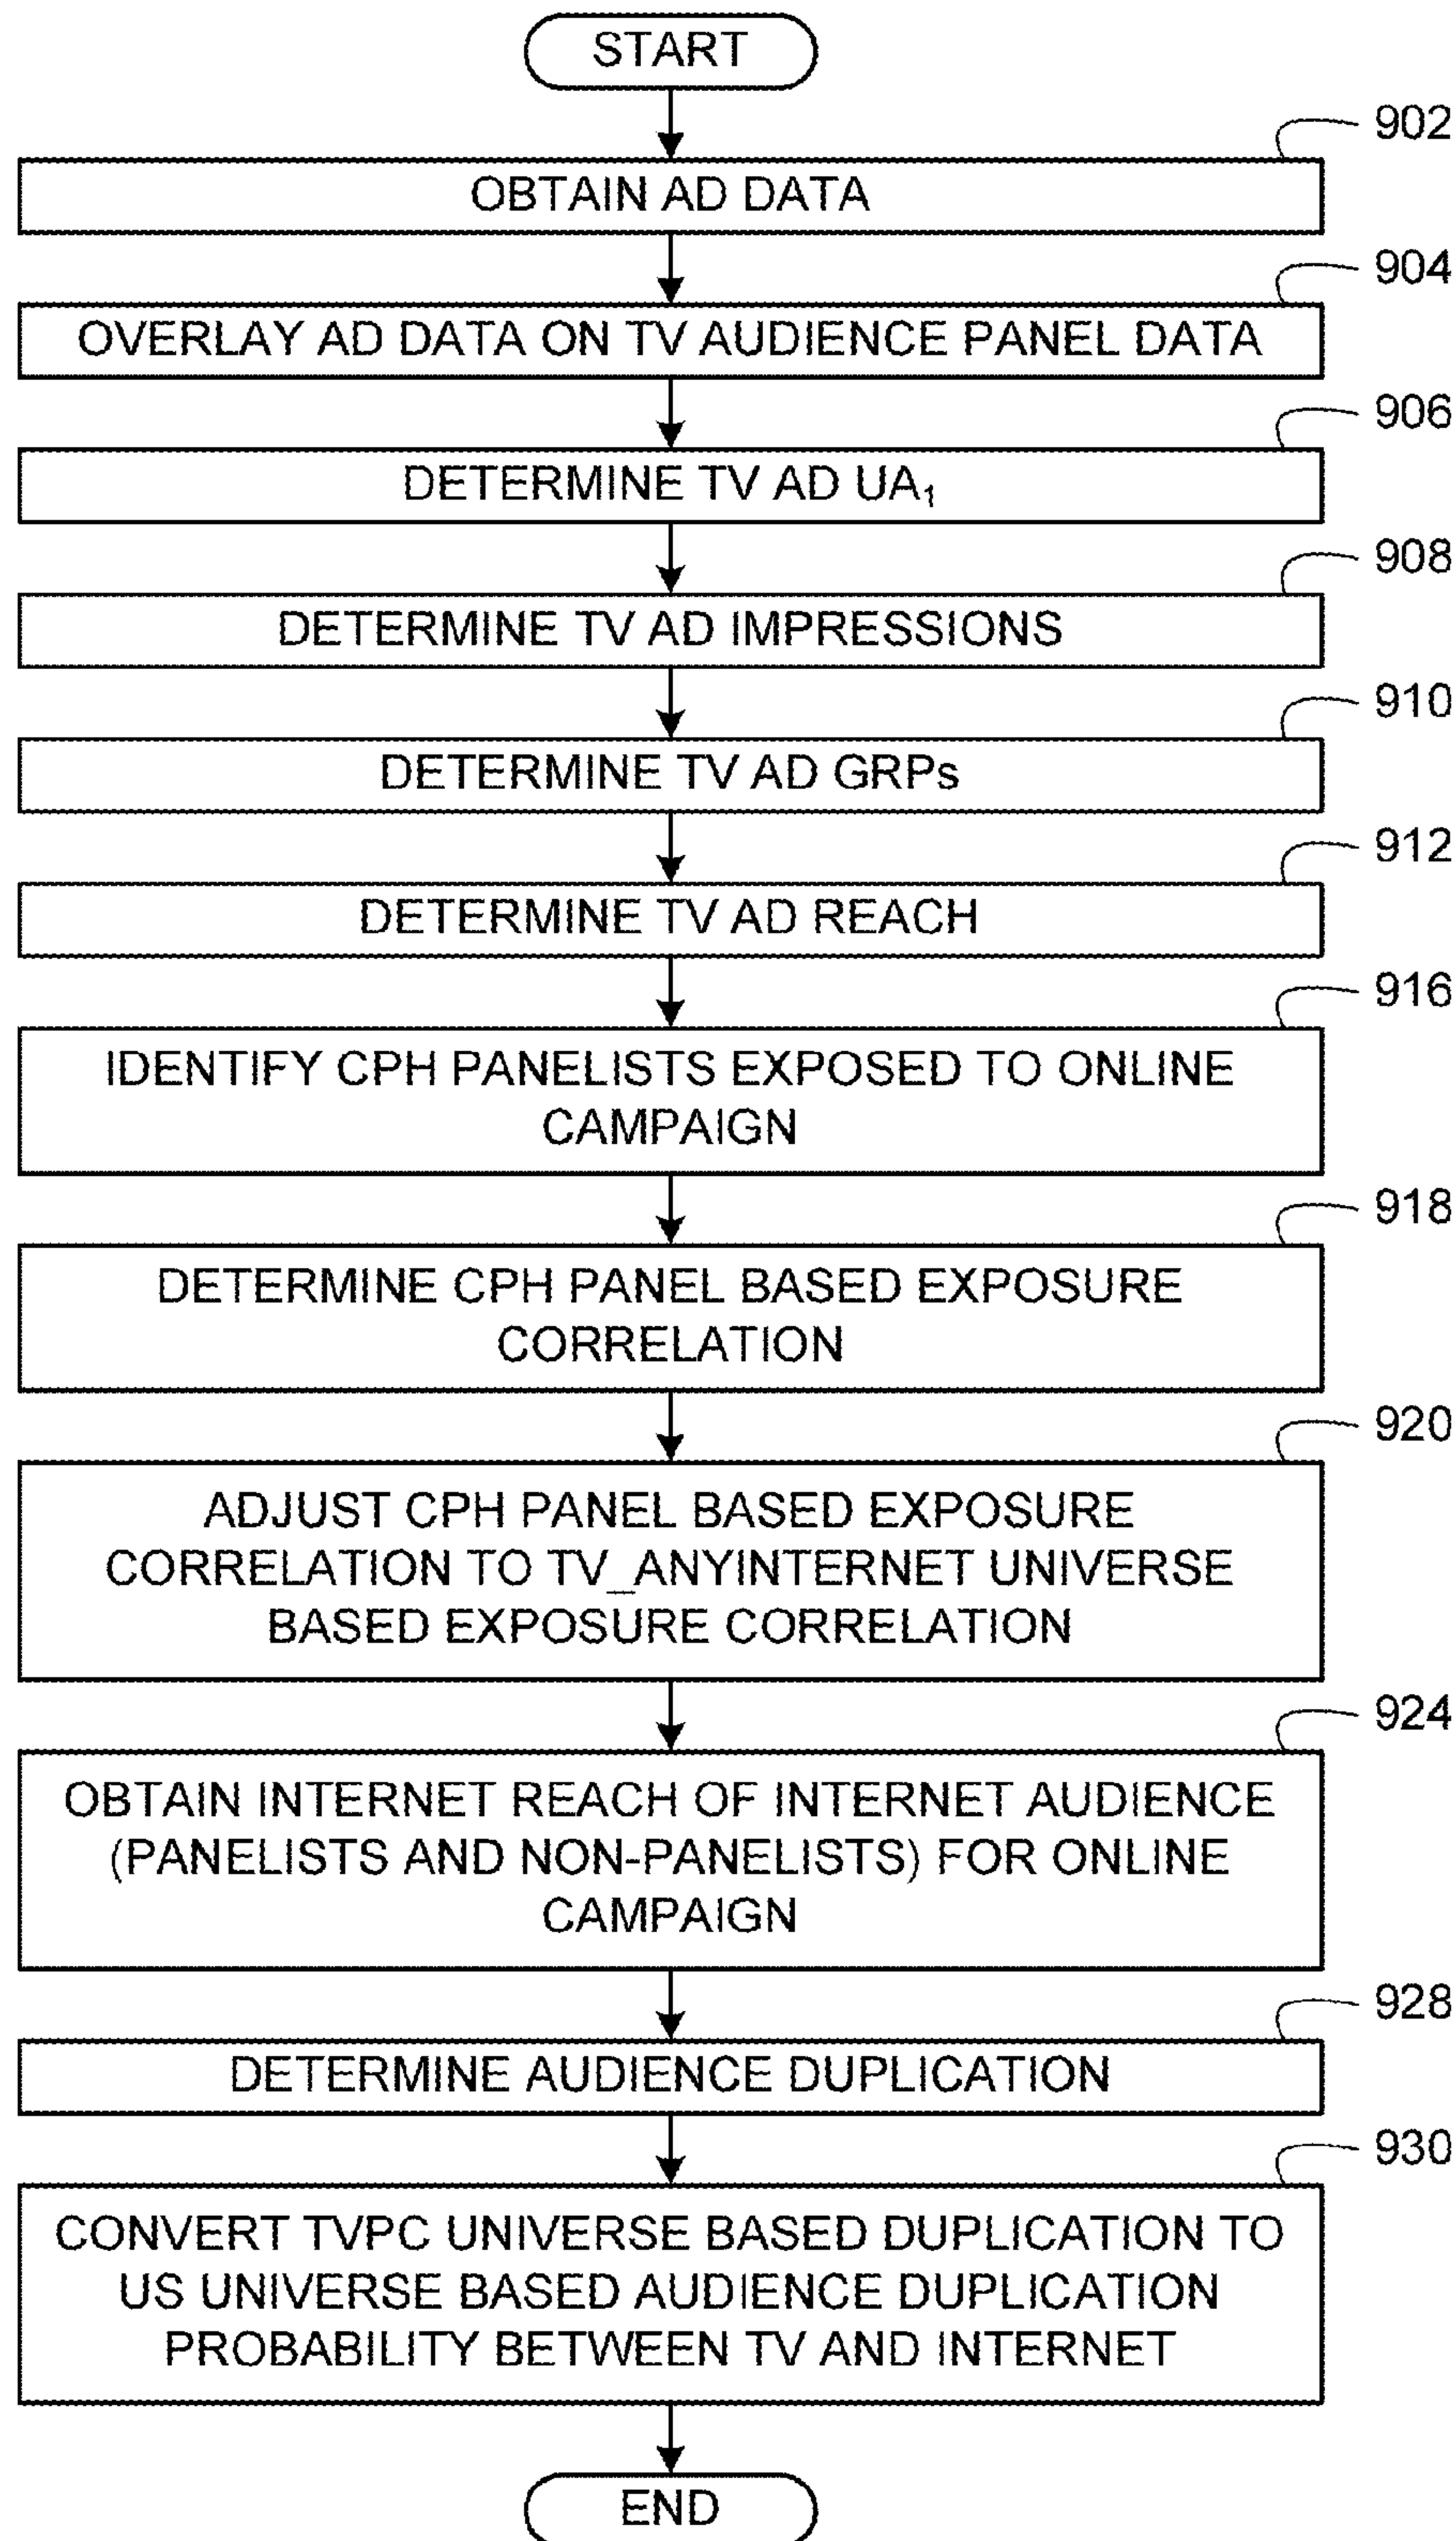 START
902
OBTAIN AD DATA
904
OVERLAY AD DATA ON TV AUDIENCE PANEL DATA
906
DETERMINE TV AD UA₁
908
DETERMINE TV AD IMPRESSIONS
910
DETERMINE TV AD GRPs
912
DETERMINE TV AD REACH
916
IDENTIFY CPH PANELISTS EXPOSED TO ONLINE
CAMPAIGN
918
DETERMINE CPH PANEL BASED EXPOSURE
CORRELATION
920
ADJUST CPH PANEL BASED EXPOSURE
CORRELATION TO TV_ANYINTERNET UNIVERSE
BASED EXPOSURE CORRELATION
924
OBTAIN INTERNET REACH OF INTERNET AUDIENCE
(PANELISTS AND NON-PANELISTS) FOR ONLINE
CAMPAIGN
928
DETERMINE AUDIENCE DUPLICATION
930
CONVERT TVPC UNIVERSE BASED DUPLICATION TO
US UNIVERSE BASED AUDIENCE DUPLICATION
PROBABILITY BETWEEN TV AND INTERNET
END